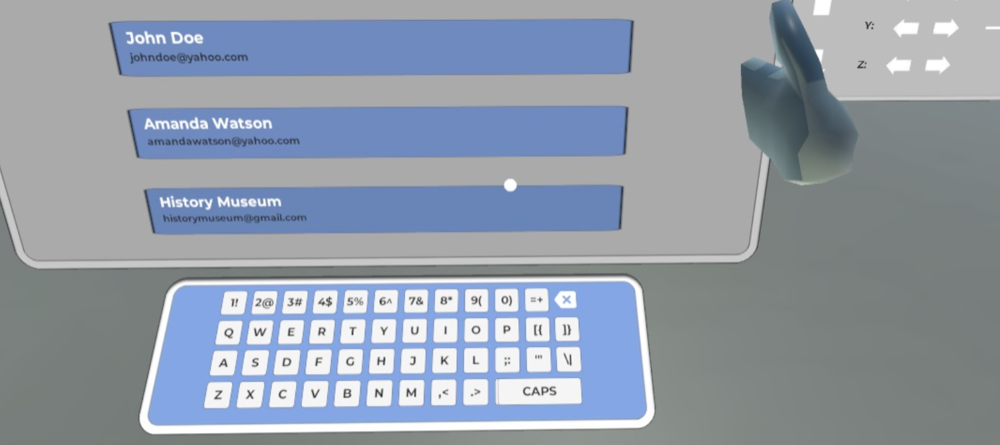 John Doe
johndoe@yahoo.com
Amanda Watson
amandawatson@yahoo.com
History Museum
historymuseum@gmail.com
Y:
Z:
1! 2@ 3# 4$ 5% 6^ 7& 8* 9( 0) =+ X
Q W E R T Y U I O P [{ ]}
A S D F G H J K L ;: '" \|
Z X C V B N M ,< .> CAPS